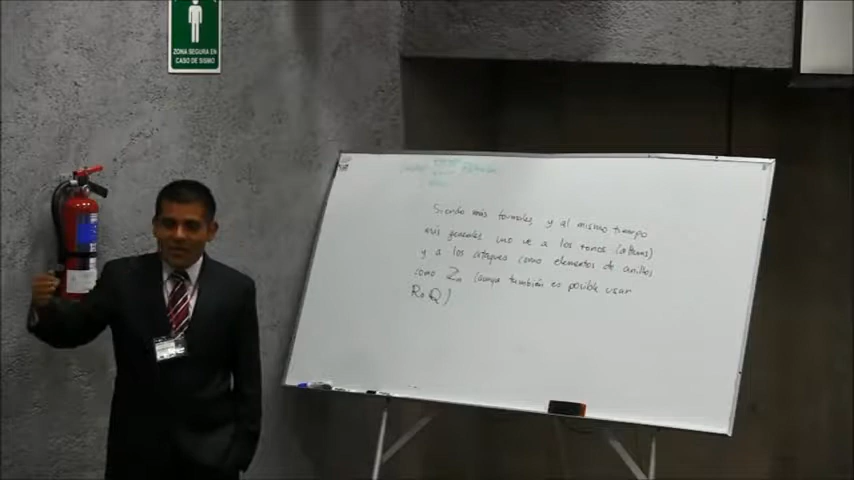 ZONA SEGURA
EN CASO DE SISMO
Siendo más formales, y al mismo tiempo
más generales uno ve a los tonos (alturas)
y a los ataques como elementos de anillos
como Zn (aunque también es posible usar
R o Q)